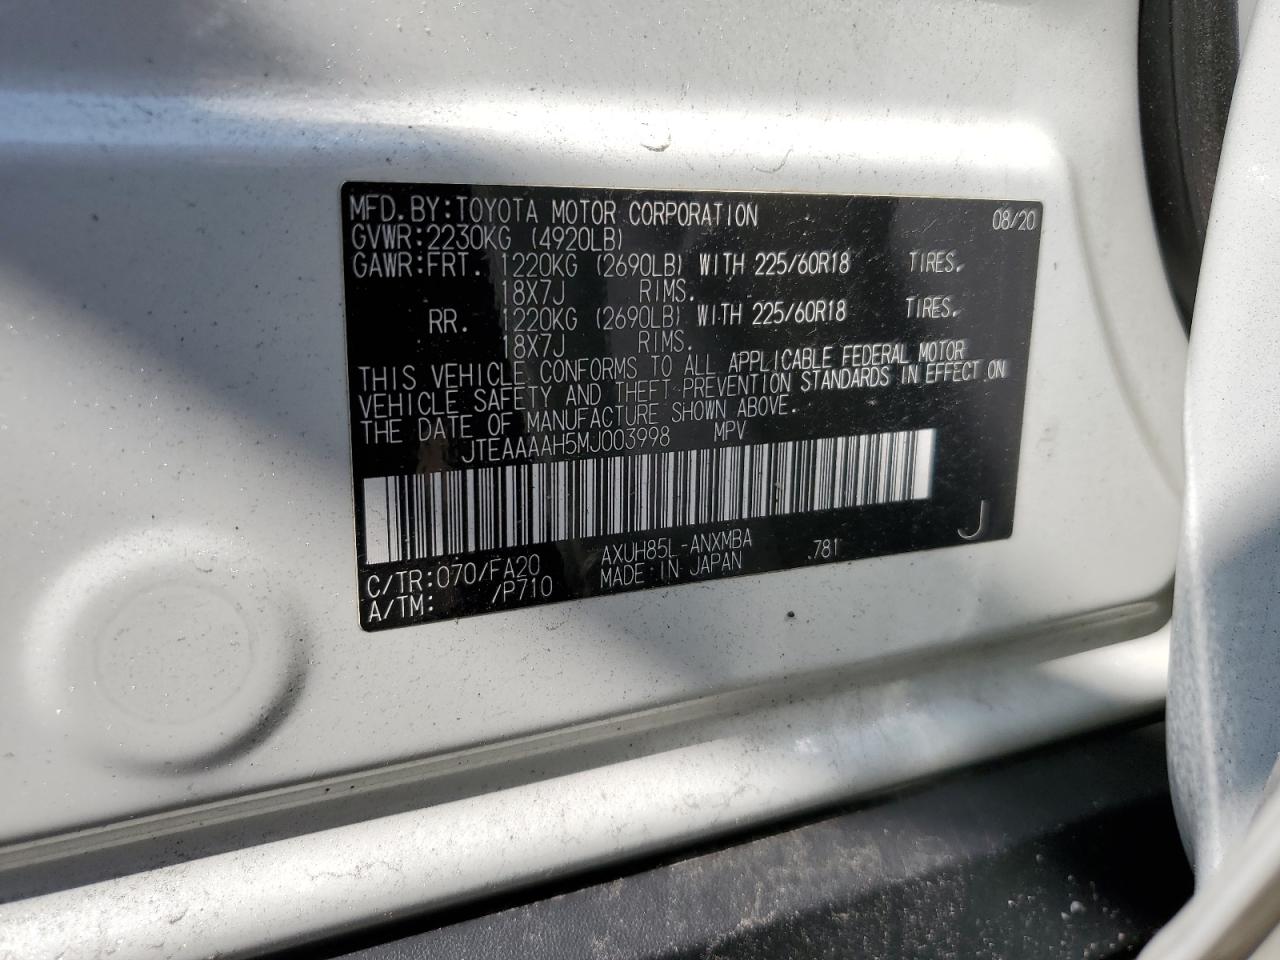 MFD.BY:TOYOTA MOTOR CORPORATION 08/20
GVWR:2230KG (4920LB)
GAWR:FRT. 1220KG (2690LB) WITH 225/60R18 TIRES.
18X7J RIMS.
RR. 1220KG (2690LB) WITH 225/60R18 TIRES.
18X7J RIMS.
THIS VEHICLE CONFORMS TO ALL APPLICABLE FEDERAL MOTOR
VEHICLE SAFETY AND THEFT PREVENTION STANDARDS IN EFFECT ON
THE DATE OF MANUFACTURE SHOWN ABOVE.
JTEAAAAH5MJ003998 MPV
J
C/TR:070/FA20 AXUH85L-ANXMBA .781
A/TM: /P710 MADE IN JAPAN